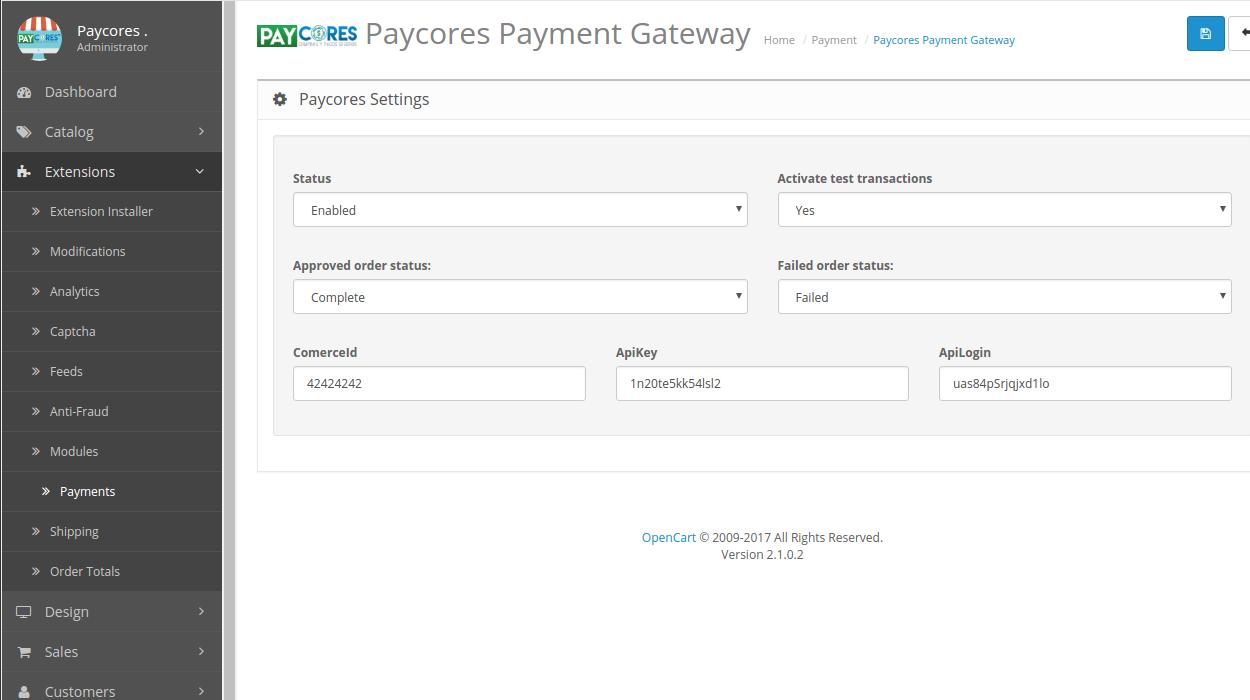 Paycores .
Administrator
Dashboard
Catalog
Extensions
Extension Installer
Modifications
Analytics
Captcha
Feeds
Anti-Fraud
Modules
Payments
Shipping
Order Totals
Design
Sales
Customers
PAYCORES Paycores Payment Gateway
Home / Payment / Paycores Payment Gateway
Paycores Settings
Status
Activate test transactions
Enabled
Yes
Approved order status:
Failed order status:
Complete
Failed
ComerceId
ApiKey
ApiLogin
42424242
1n20te5kk54lsl2
uas84pSrjqjxd1lo
OpenCart © 2009-2017 All Rights Reserved.
Version 2.1.0.2